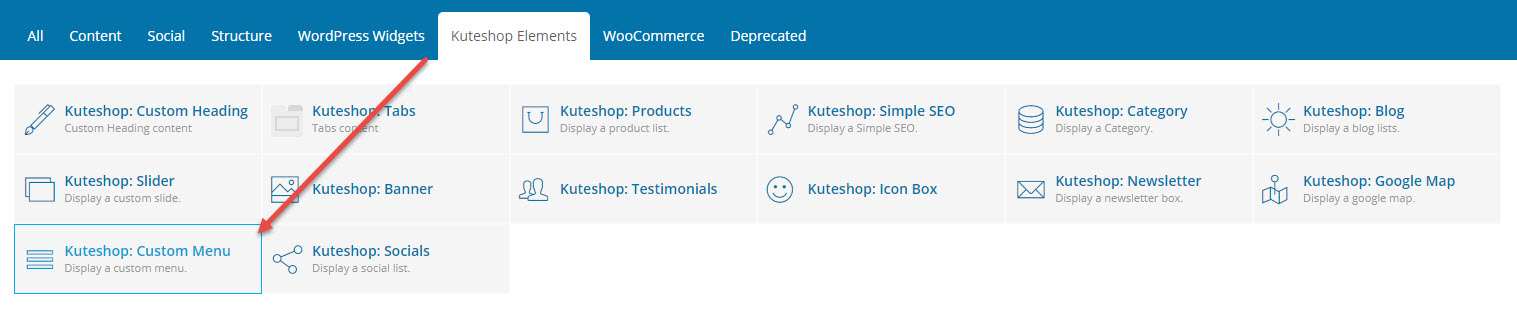 All Content Social Structure WordPress Widgets Kuteshop Elements WooCommerce Deprecated
Kuteshop: Custom Heading
Custom Heading content
Kuteshop: Tabs
Tabs content
Kuteshop: Products
Display a product list.
Kuteshop: Simple SEO
Display a Simple SEO.
Kuteshop: Category
Display a Category.
Kuteshop: Blog
Display a blog lists.
Kuteshop: Slider
Display a custom slide.
Kuteshop: Banner
Kuteshop: Testimonials
Kuteshop: Icon Box
Kuteshop: Newsletter
Display a newsletter box.
Kuteshop: Google Map
Display a google map.
Kuteshop: Custom Menu
Display a custom menu.
Kuteshop: Socials
Display a social list.